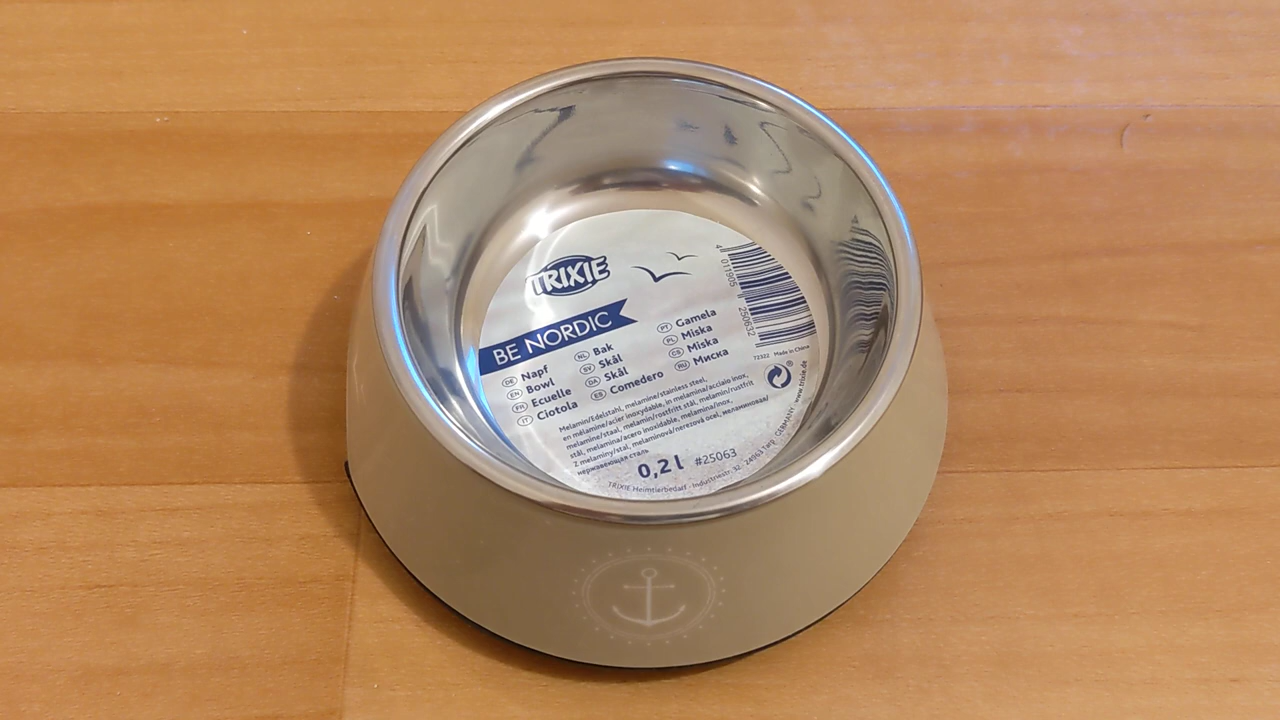 TRIXIE
BE NORDIC
DE Napf
EN Bowl
FR Ecuelle
IT Ciotola
NL Bak
SV Skål
DA Skål
ES Comedero
PT Gamela
PL Miska
CS Miska
RU Миска
Melamin/Edelstahl, melamine/stainless steel,
en mélamine/acier inoxydable, in melamina/acciaio inox,
melamine/staal, melamin/rostfritt stål, melamin/rustfrit
stål, melamina/acero inoxidable, melamina/inox,
z melaminy/stal, melaminová/nerezová ocel, меламиновая/
нержавеющая сталь
0,2 l #25063
TRIXIE Heimtierbedarf · Industriestr. 32, 24963 Tarp
GERMANY www.trixie.de
4 011905 250632
72322 Made in China
®